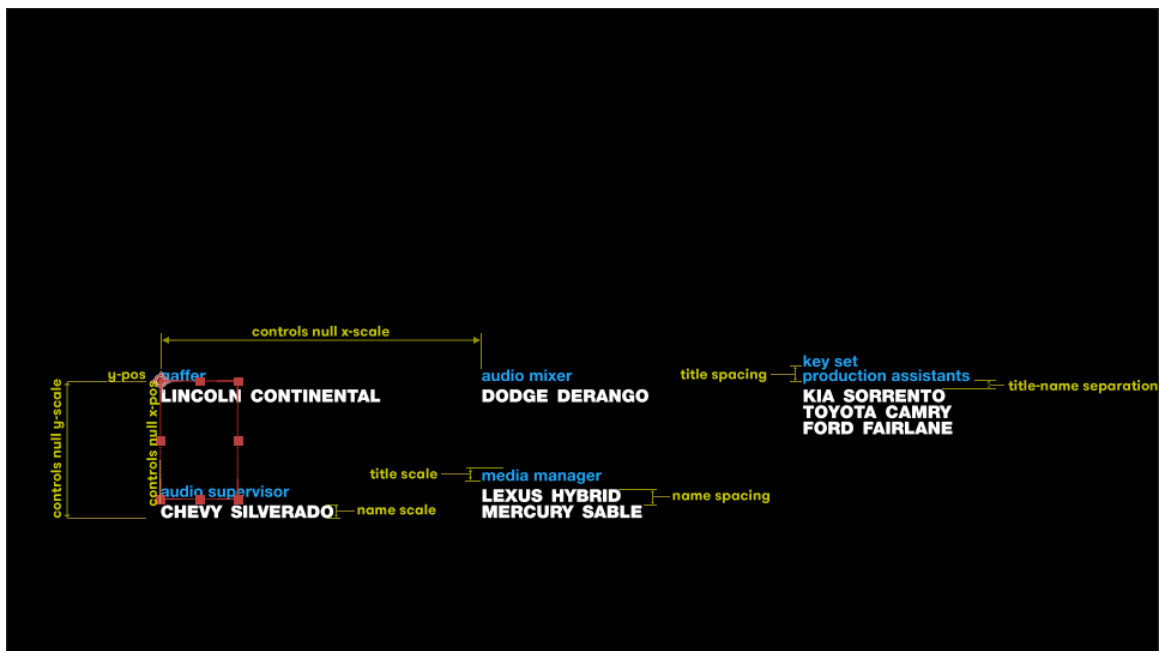 controls null x-scale
y-pos
gaffer
LINCOLN CONTINENTAL
audio mixer
DODGE DERANGO
title spacing
key set
production assistants
title-name separation
KIA SORRENTO
TOYOTA CAMRY
FORD FAIRLANE
controls null y-scale
controls null x-pos
audio supervisor
CHEVY SILVERADO
name scale
title scale
media manager
LEXUS HYBRID
MERCURY SABLE
name spacing